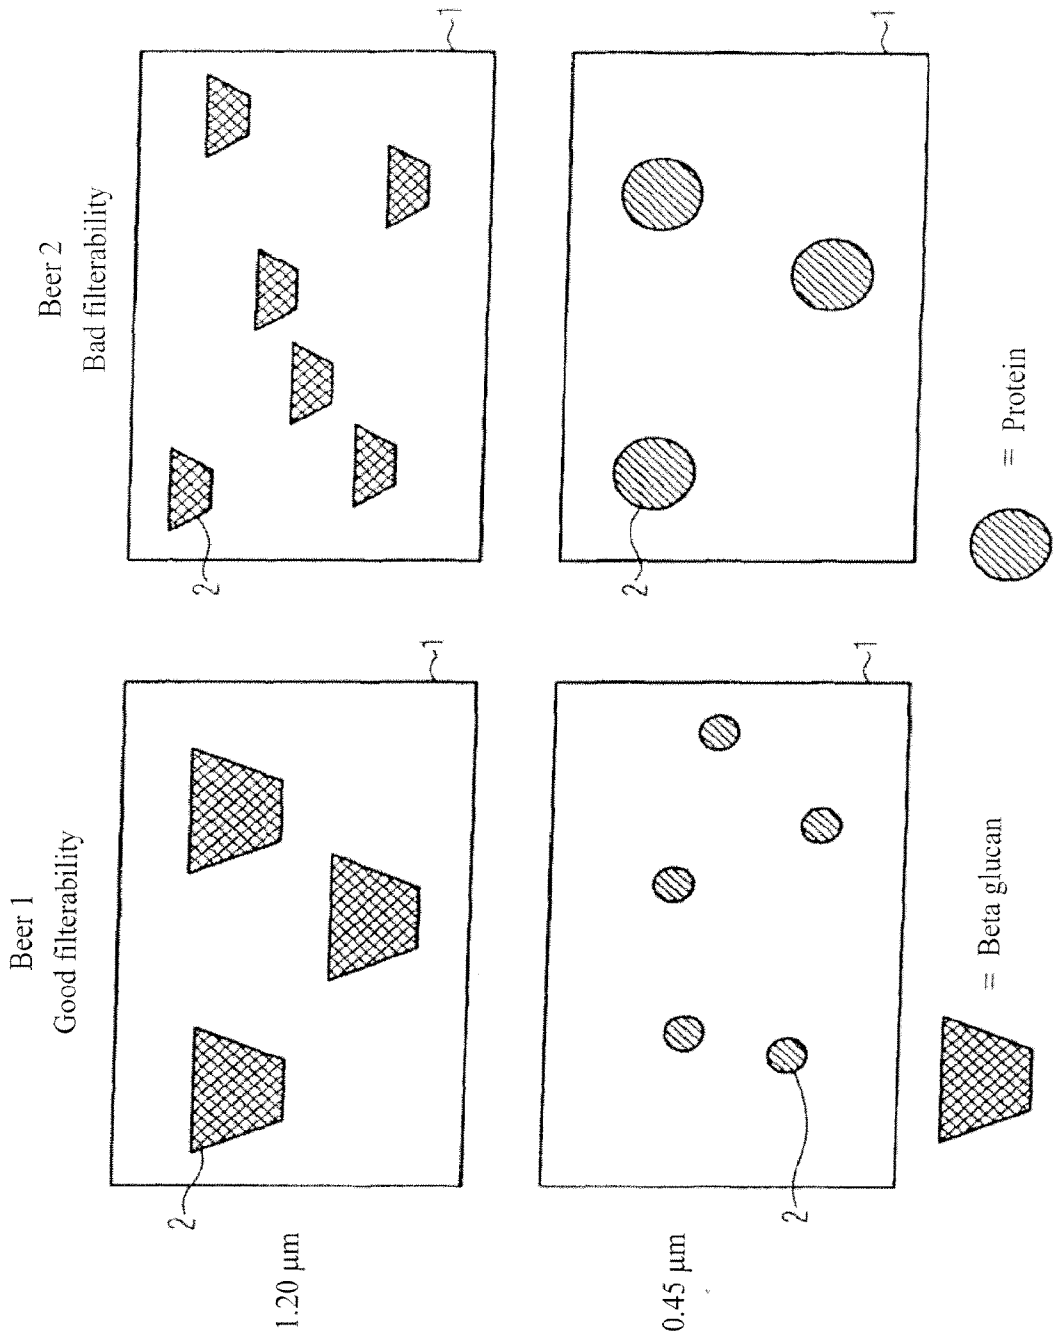 Beer 1
Good filterability
Beer 2
Bad filterability
1.20 µm
2
1
2
1
0.45 µm
2
1
2
1
= Beta glucan
= Protein